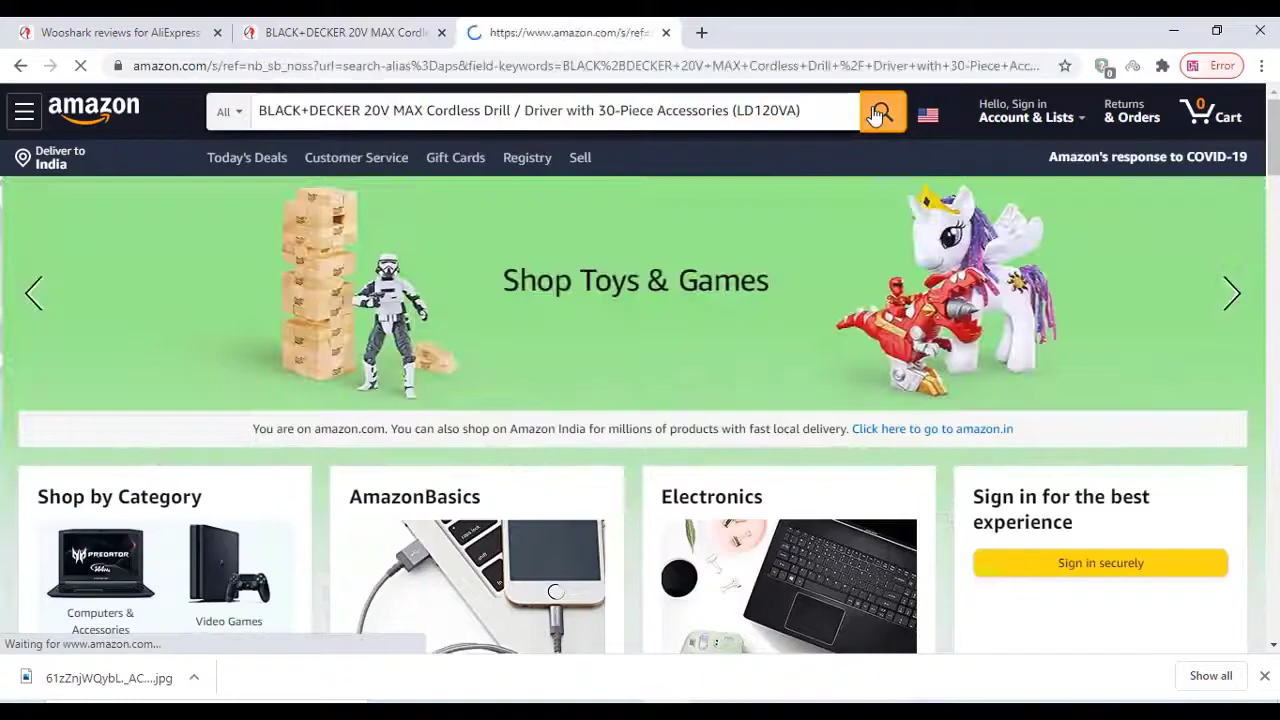 Wooshark reviews for AliExpress
BLACK+DECKER 20V MAX Cordl
https://www.amazon.com/s/ref=
amazon.com/s/ref=nb_sb_noss?url=search-alias%3Daps&field-keywords=BLACK%2BDECKER+20V+MAX+Cordless+Drill+%2F+Driver+with+30-Piece+Acc...
0
Error
amazon
All
BLACK+DECKER 20V MAX Cordless Drill / Driver with 30-Piece Accessories (LD120VA)
Hello, Sign in
Account & Lists
Returns
& Orders
0
Cart
Deliver to
India
Today's Deals
Customer Service
Gift Cards
Registry
Sell
Amazon's response to COVID-19
Shop Toys & Games
You are on amazon.com. You can also shop on Amazon India for millions of products with fast local delivery. Click here to go to amazon.in
Shop by Category
AmazonBasics
Electronics
Sign in for the best
experience
PREDATOR
Sign in securely
Computers &
Accessories
Video Games
Waiting for www.amazon.com...
61zZnjWQybL._AC....jpg
Show all